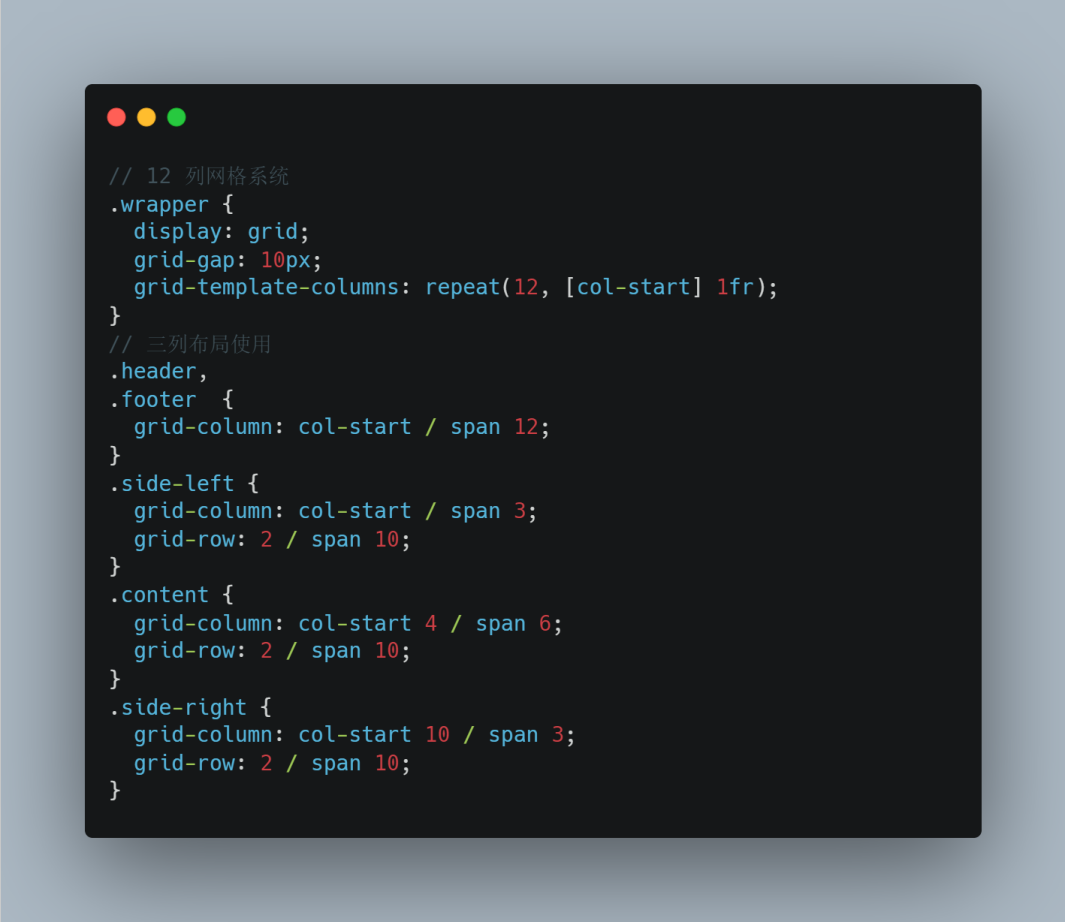 // 12 列网格系统
.wrapper {
  display: grid;
  grid-gap: 10px;
  grid-template-columns: repeat(12, [col-start] 1fr);
}
// 三列布局使用
.header,
.footer  {
  grid-column: col-start / span 12;
}
.side-left {
  grid-column: col-start / span 3;
  grid-row: 2 / span 10;
}
.content {
  grid-column: col-start 4 / span 6;
  grid-row: 2 / span 10;
}
.side-right {
  grid-column: col-start 10 / span 3;
  grid-row: 2 / span 10;
}